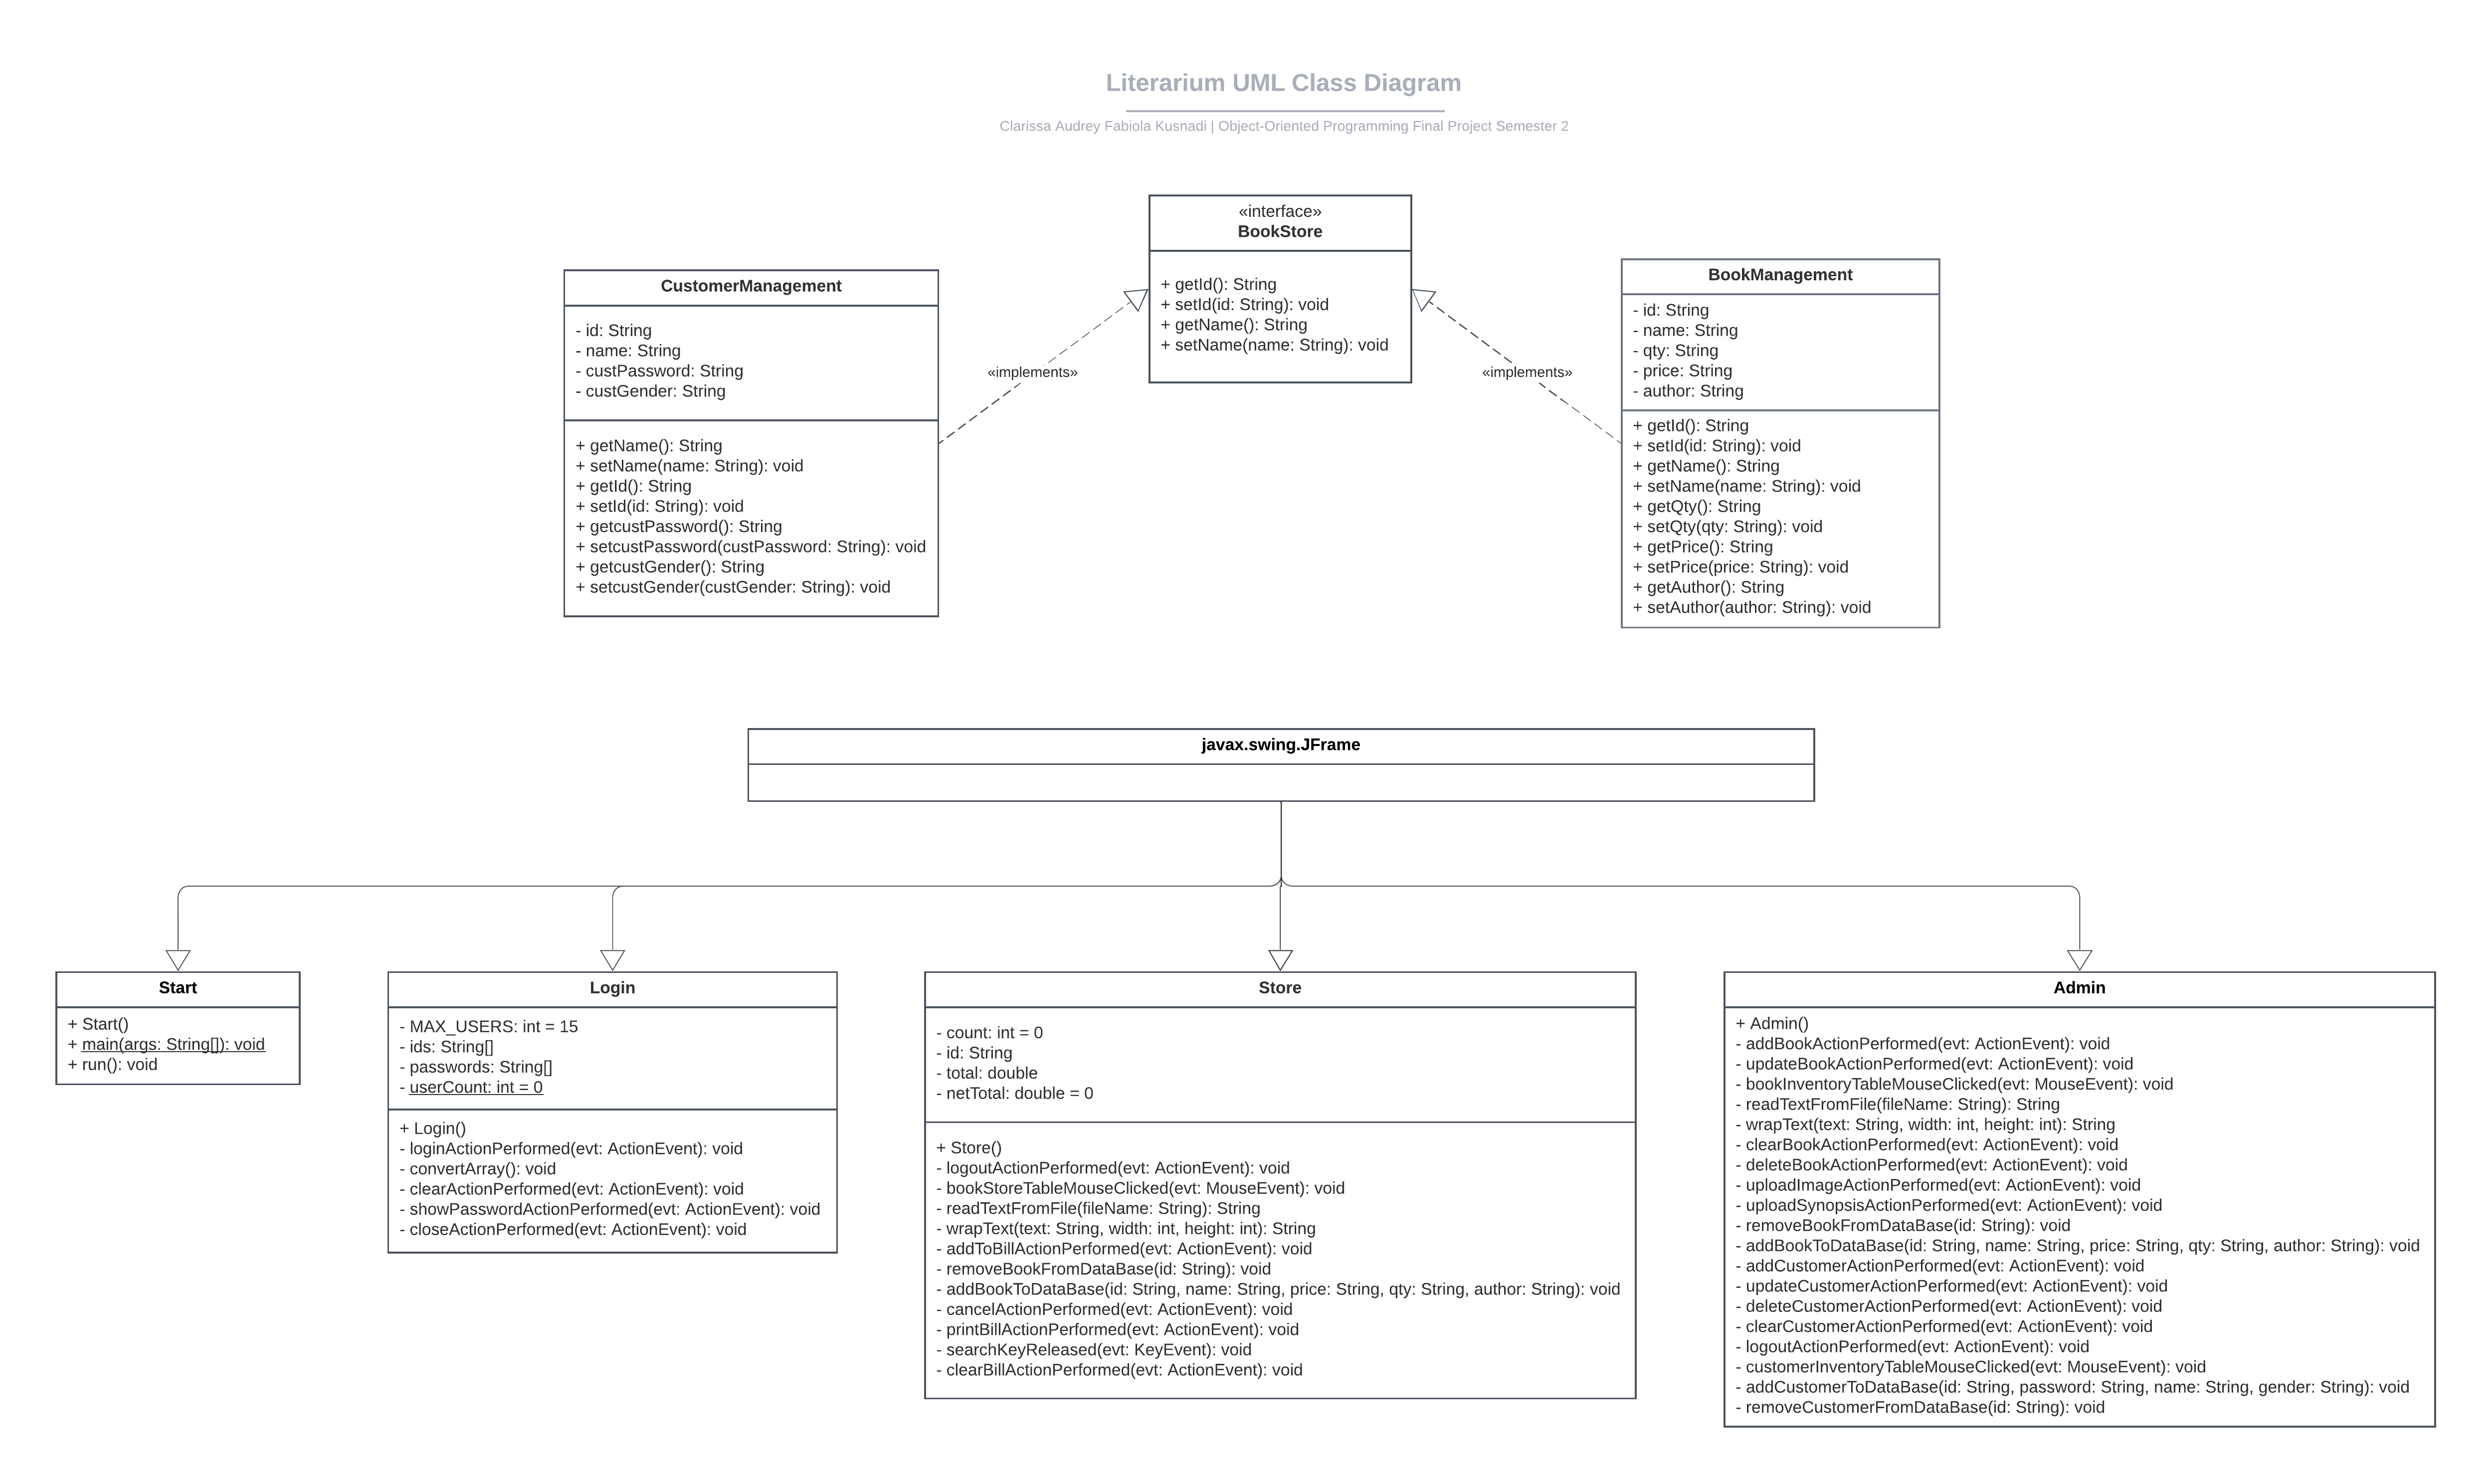 Literarium UML Class Diagram
Clarissa Audrey Fabiola Kusnadi | Object-Oriented Programming Final Project Semester 2
«interface»
BookStore
+ getId(): String
+ setId(id: String): void
+ getName(): String
+ setName(name: String): void
CustomerManagement
- id: String
- name: String
- custPassword: String
- custGender: String
+ getName(): String
+ setName(name: String): void
+ getId(): String
+ setId(id: String): void
+ getcustPassword(): String
+ setcustPassword(custPassword: String): void
+ getcustGender(): String
+ setcustGender(custGender: String): void
«implements»
«implements»
BookManagement
- id: String
- name: String
- qty: String
- price: String
- author: String
+ getId(): String
+ setId(id: String): void
+ getName(): String
+ setName(name: String): void
+ getQty(): String
+ setQty(qty: String): void
+ getPrice(): String
+ setPrice(price: String): void
+ getAuthor(): String
+ setAuthor(author: String): void
javax.swing.JFrame
Start
+ Start()
+ main(args: String[]): void
+ run(): void
Login
- MAX_USERS: int = 15
- ids: String[]
- passwords: String[]
- userCount: int = 0
+ Login()
- loginActionPerformed(evt: ActionEvent): void
- convertArray(): void
- clearActionPerformed(evt: ActionEvent): void
- showPasswordActionPerformed(evt: ActionEvent): void
- closeActionPerformed(evt: ActionEvent): void
Store
- count: int = 0
- id: String
- total: double
- netTotal: double = 0
+ Store()
- logoutActionPerformed(evt: ActionEvent): void
- bookStoreTableMouseClicked(evt: MouseEvent): void
- readTextFromFile(fileName: String): String
- wrapText(text: String, width: int, height: int): String
- addToBillActionPerformed(evt: ActionEvent): void
- removeBookFromDataBase(id: String): void
- addBookToDataBase(id: String, name: String, price: String, qty: String, author: String): void
- cancelActionPerformed(evt: ActionEvent): void
- printBillActionPerformed(evt: ActionEvent): void
- searchKeyReleased(evt: KeyEvent): void
- clearBillActionPerformed(evt: ActionEvent): void
Admin
+ Admin()
- addBookActionPerformed(evt: ActionEvent): void
- updateBookActionPerformed(evt: ActionEvent): void
- bookInventoryTableMouseClicked(evt: MouseEvent): void
- readTextFromFile(fileName: String): String
- wrapText(text: String, width: int, height: int): String
- clearBookActionPerformed(evt: ActionEvent): void
- deleteBookActionPerformed(evt: ActionEvent): void
- uploadImageActionPerformed(evt: ActionEvent): void
- uploadSynopsisActionPerformed(evt: ActionEvent): void
- removeBookFromDataBase(id: String): void
- addBookToDataBase(id: String, name: String, price: String, qty: String, author: String): void
- addCustomerActionPerformed(evt: ActionEvent): void
- updateCustomerActionPerformed(evt: ActionEvent): void
- deleteCustomerActionPerformed(evt: ActionEvent): void
- clearCustomerActionPerformed(evt: ActionEvent): void
- logoutActionPerformed(evt: ActionEvent): void
- customerInventoryTableMouseClicked(evt: MouseEvent): void
- addCustomerToDataBase(id: String, password: String, name: String, gender: String): void
- removeCustomerFromDataBase(id: String): void